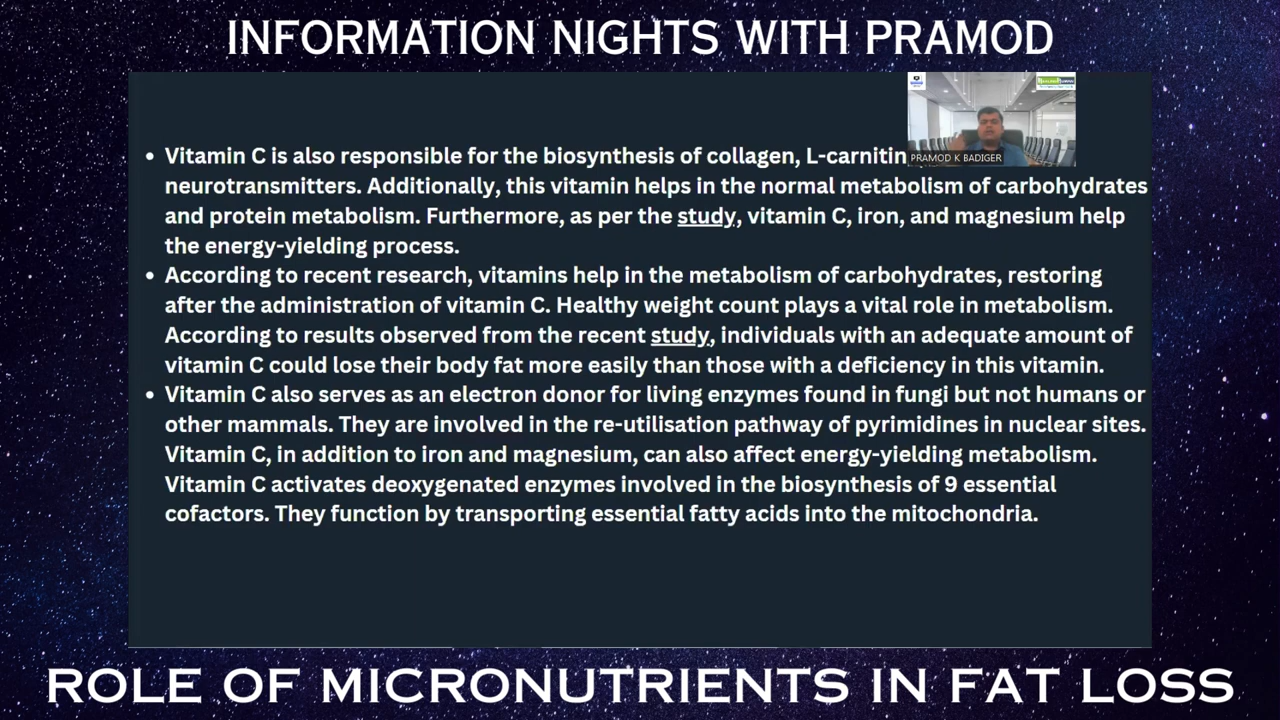 INFORMATION NIGHTS WITH PRAMOD
PRAMOD K BADIGER
• Vitamin C is also responsible for the biosynthesis of collagen,
neurotransmitters. Additionally, this vitamin helps in the normal metabolism of carbohydrates
and protein metabolism. Furthermore, as per the study, vitamin C, iron, and magnesium help
the energy-yielding process.
• According to recent research, vitamins help in the metabolism of carbohydrates, restoring
after the administration of vitamin C. Healthy weight count plays a vital role in metabolism.
According to results observed from the recent study, individuals with an adequate amount of
vitamin C could lose their body fat more easily than those with a deficiency in this vitamin.
• Vitamin C also serves as an electron donor for living enzymes found in fungi but not humans or
other mammals. They are involved in the re-utilisation pathway of pyrimidines in nuclear sites.
Vitamin C, in addition to iron and magnesium, can also affect energy-yielding metabolism.
Vitamin C activates deoxygenated enzymes involved in the biosynthesis of 9 essential
cofactors. They function by transporting essential fatty acids into the mitochondria.
ROLE OF MICRONUTRIENTS IN FAT LOSS